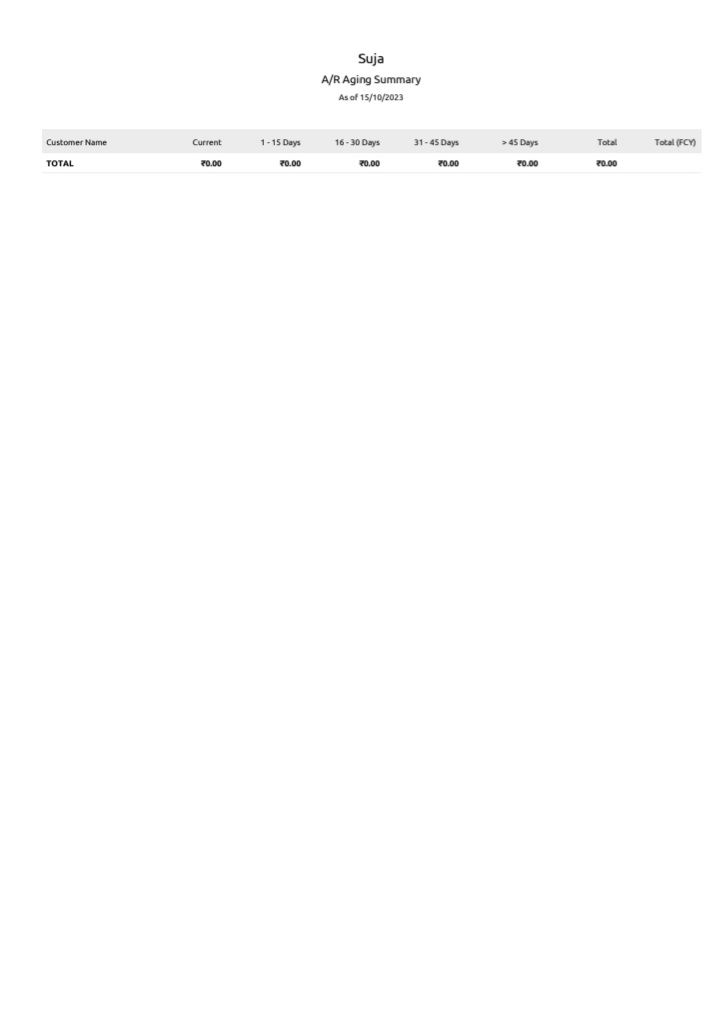 Suja
A/R Aging Summary
As of 15/10/2023
Customer Name Current 1 - 15 Days 16 - 30 Days 31 - 45 Days > 45 Days Total Total (FCY)
TOTAL ₹0.00 ₹0.00 ₹0.00 ₹0.00 ₹0.00 ₹0.00